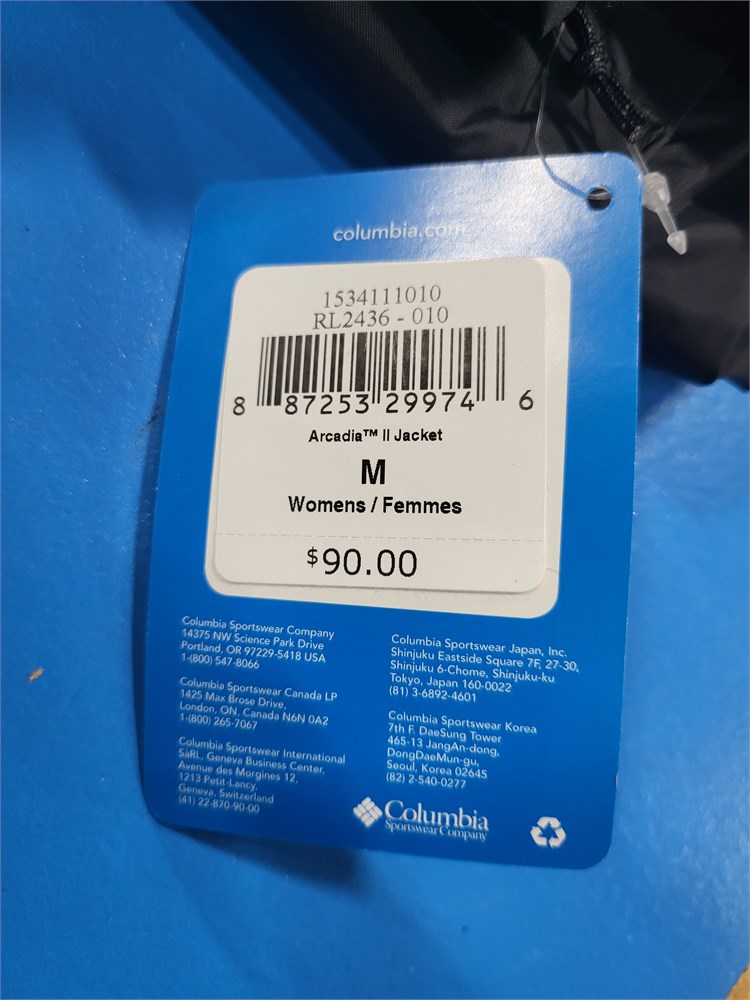 columbia.com
1534111010
RL2436 - 010
8 87253 29974 6
Arcadia™ II Jacket
M
Womens / Femmes
$90.00
Columbia Sportswear Company
14375 NW Science Park Drive
Portland, OR 97229-5418 USA
1-(800) 547-8066
Columbia Sportswear Canada LP
1425 Max Brose Drive,
London, ON, Canada N6N 0A2
1-(800) 265-7067
Columbia Sportswear International
SàRL, Geneva Business Center,
Avenue des Morgines 12,
1213 Petit-Lancy,
Geneva, Switzerland
(41) 22-870-90-00
Columbia Sportswear Japan, Inc.
Shinjuku Eastside Square 7F, 27-30,
Shinjuku 6-Chome, Shinjuku-ku
Tokyo, Japan 160-0022
(81) 3-6892-4601
Columbia Sportswear Korea
7th F. DaeSung Tower
465-13 JangAn-dong,
DongDaeMun-gu,
Seoul, Korea 02645
(82) 2-540-0277
Columbia
Sportswear Company